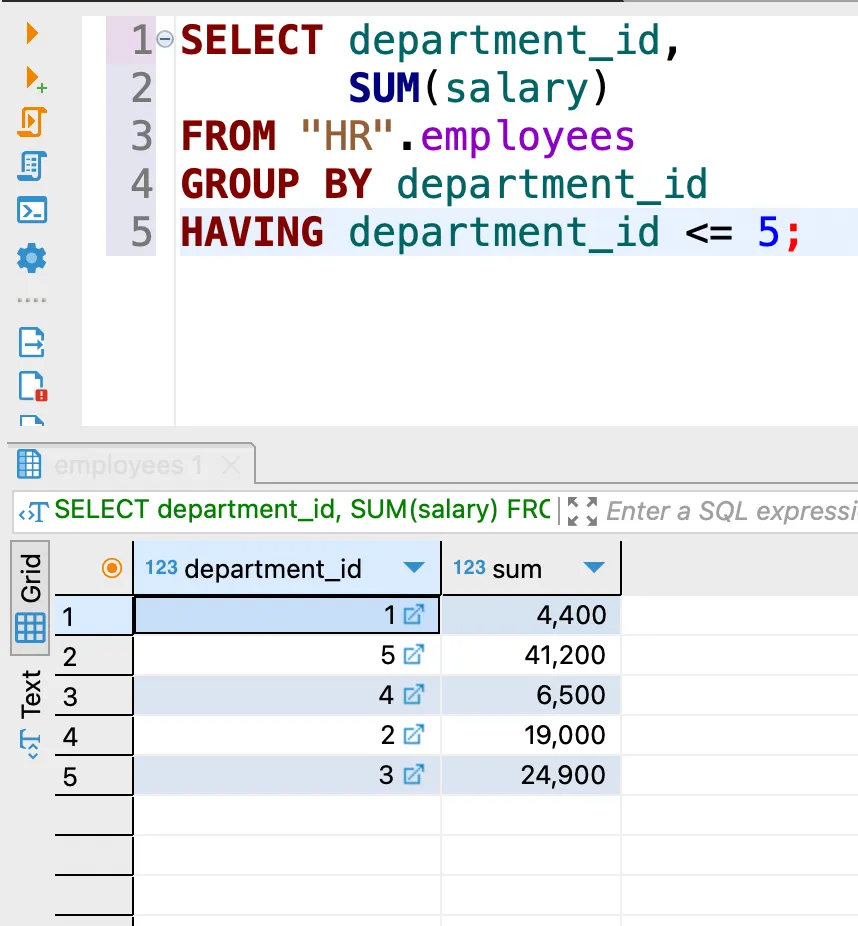 1 SELECT department_id,
2 SUM(salary)
3 FROM "HR".employees
4 GROUP BY department_id
5 HAVING department_id <= 5;
employees 1
SELECT department_id, SUM(salary) FRO
Enter a SQL expressi
Grid
Text
123 department_id 123 sum
1 1 4,400
2 5 41,200
3 4 6,500
4 2 19,000
5 3 24,900